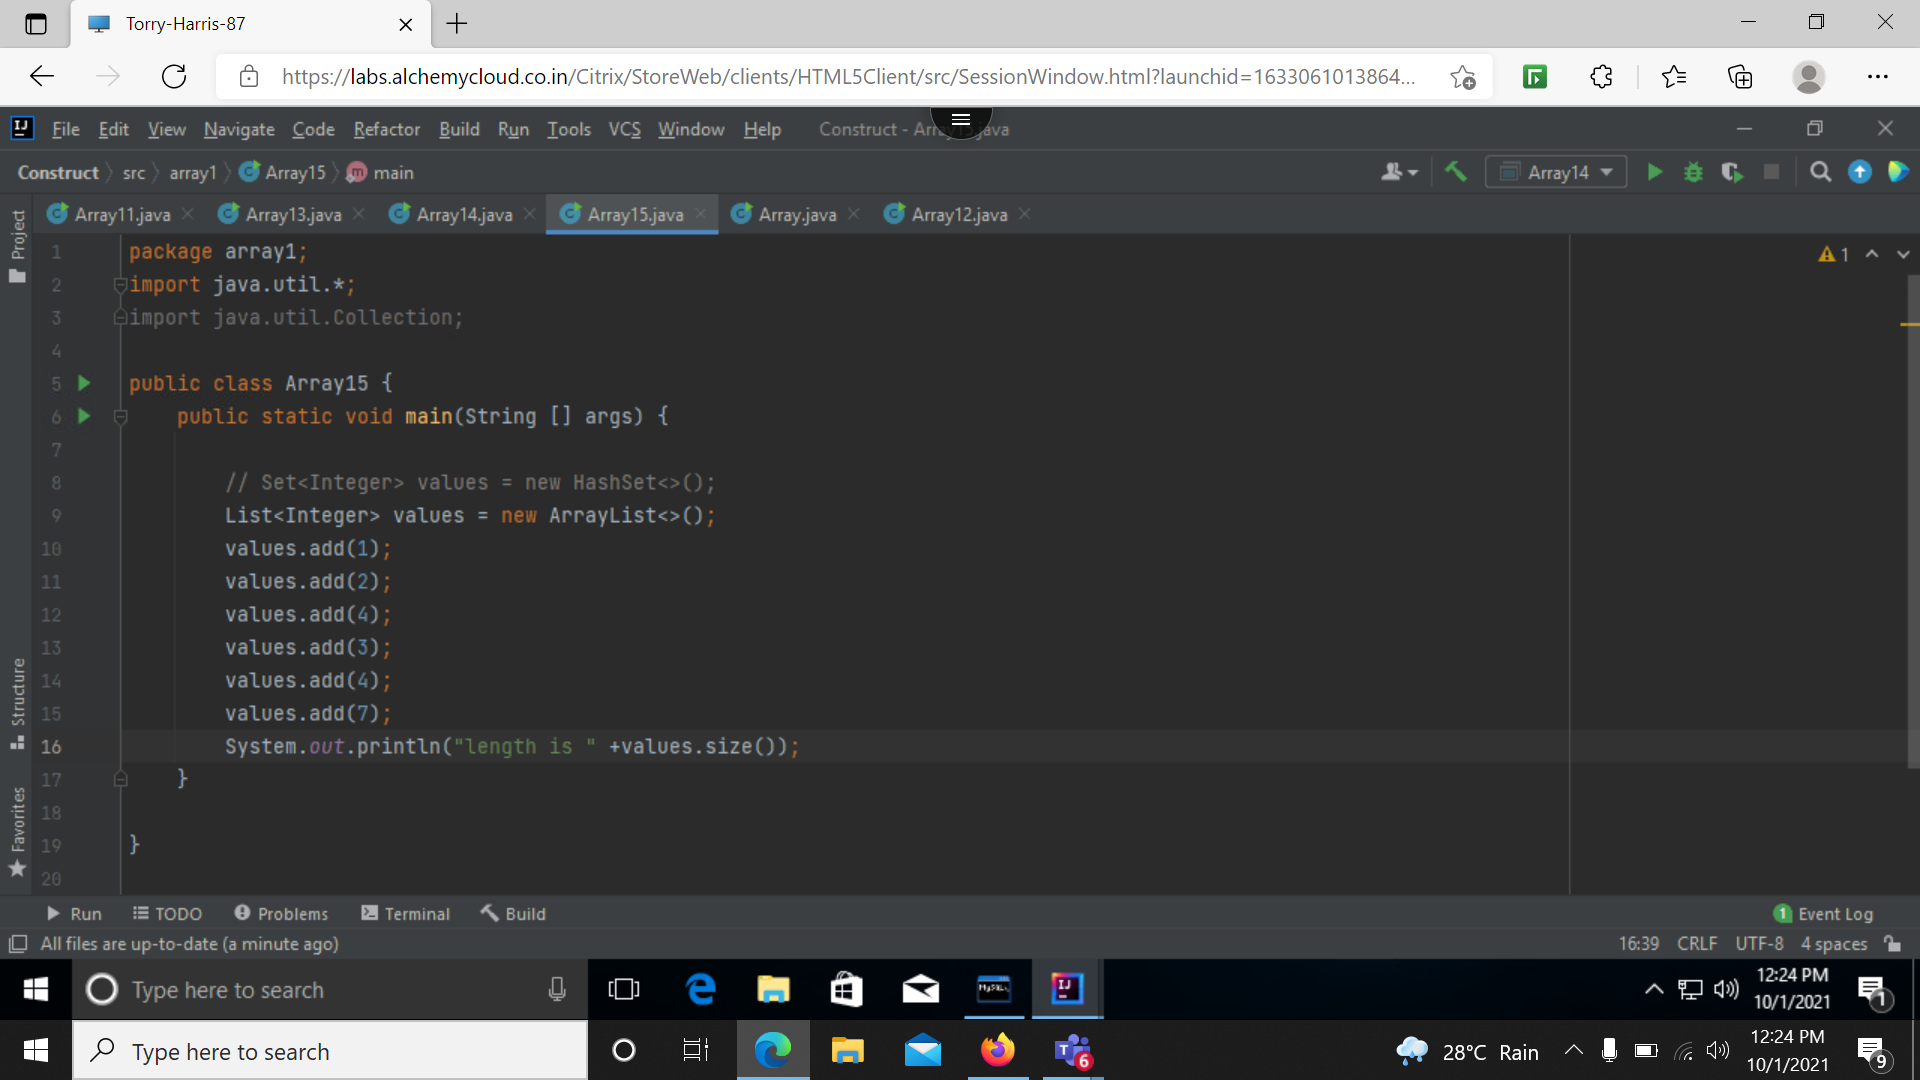 Torry-Harris-87
https://labs.alchemycloud.co.in/Citrix/StoreWeb/clients/HTML5Client/src/SessionWindow.html?launchid=1633061013864...
File Edit View Navigate Code Refactor Build Run Tools VCS Window Help Construct - Array15.java
Construct src array1 Array15 main Array14
Array11.java Array13.java Array14.java Array15.java Array.java Array12.java
Project
Structure
Favorites
1 package array1;
1
2 import java.util.*;
3 import java.util.Collection;
4
5 public class Array15 {
6 public static void main(String [] args) {
7
8 // Set<Integer> values = new HashSet<>();
9 List<Integer> values = new ArrayList<>();
10 values.add(1);
11 values.add(2);
12 values.add(4);
13 values.add(3);
14 values.add(4);
15 values.add(7);
16 System.out.println("length is " +values.size());
17 }
18
19 }
20
Run TODO Problems Terminal Build 1 Event Log
All files are up-to-date (a minute ago) 16:39 CRLF UTF-8 4 spaces
Type here to search
12:24 PM
10/1/2021
1
Type here to search
6
28°C Rain
12:24 PM
10/1/2021
9